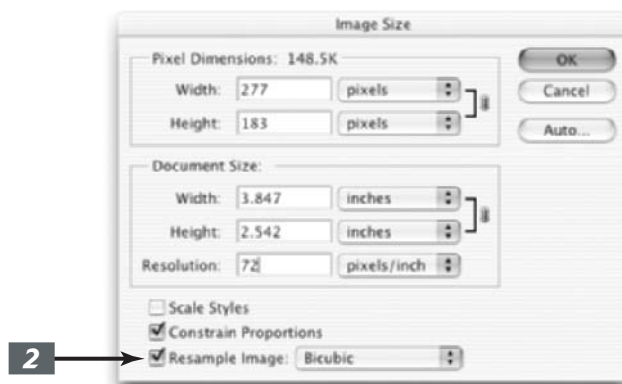 Image Size
Pixel Dimensions: 148.5K
OK
Width: 277 pixels
Cancel
Height: 183 pixels
Auto...
Document Size:
Width: 3.847 inches
Height: 2.542 inches
Resolution: 72 pixels/inch
Scale Styles
Constrain Proportions
2
Resample Image: Bicubic